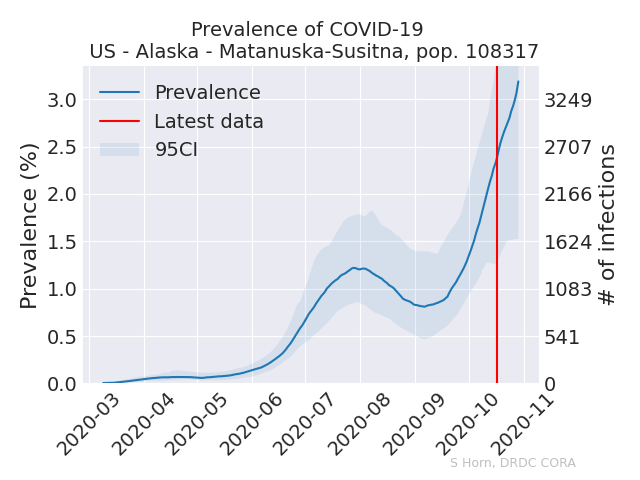 Prevalence of COVID-19
US - Alaska - Matanuska-Susitna, pop. 108317
Prevalence
Latest data
95CI
Prevalence (%)
3.0
2.5
2.0
1.5
1.0
0.5
0.0
3249
2707
2166
1624
1083
541
0
# of infections
2020-03
2020-04
2020-05
2020-06
2020-07
2020-08
2020-09
2020-10
2020-11
S Horn, DRDC CORA